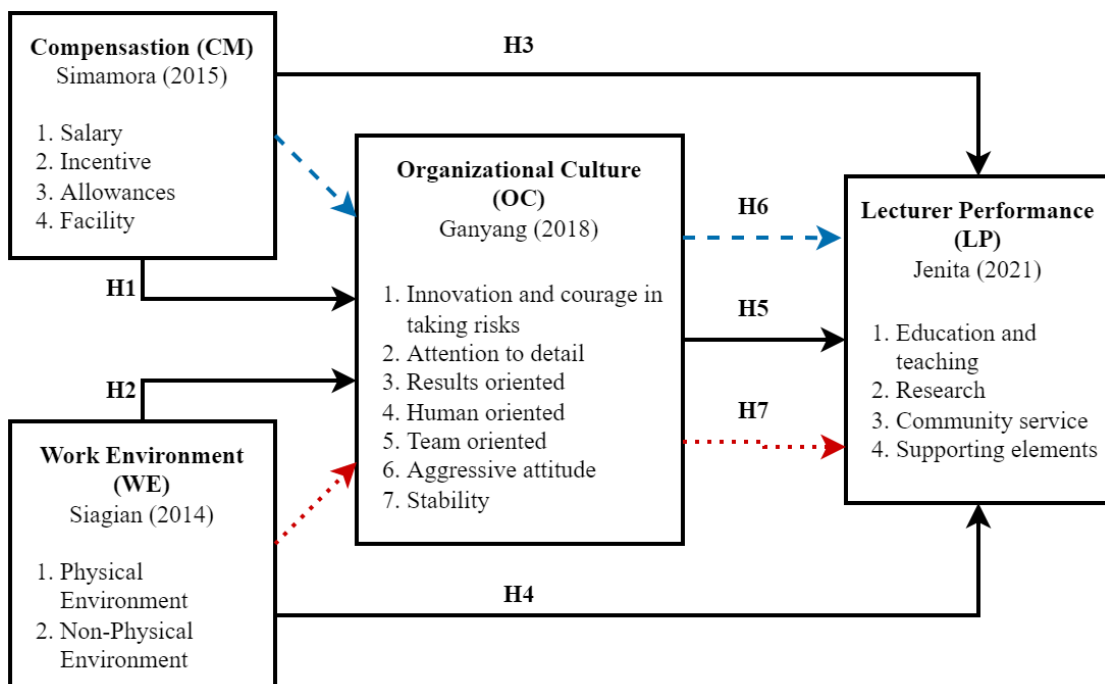 Compensastion (CM)
Simamora (2015)
1. Salary
2. Incentive
3. Allowances
4. Facility
H1
H2
Work Environment
(WE)
Siagian (2014)
1. Physical
Environment
2. Non-Physical
Environment
H3
Organizational Culture
(OC)
Ganyang (2018)
1. Innovation and courage in
taking risks
2. Attention to detail
3. Results oriented
4. Human oriented
5. Team oriented
6. Aggressive attitude
7. Stability
H6
H5
H7
H4
Lecturer Performance
(LP)
Jenita (2021)
1. Education and
teaching
2. Research
3. Community service
4. Supporting elements